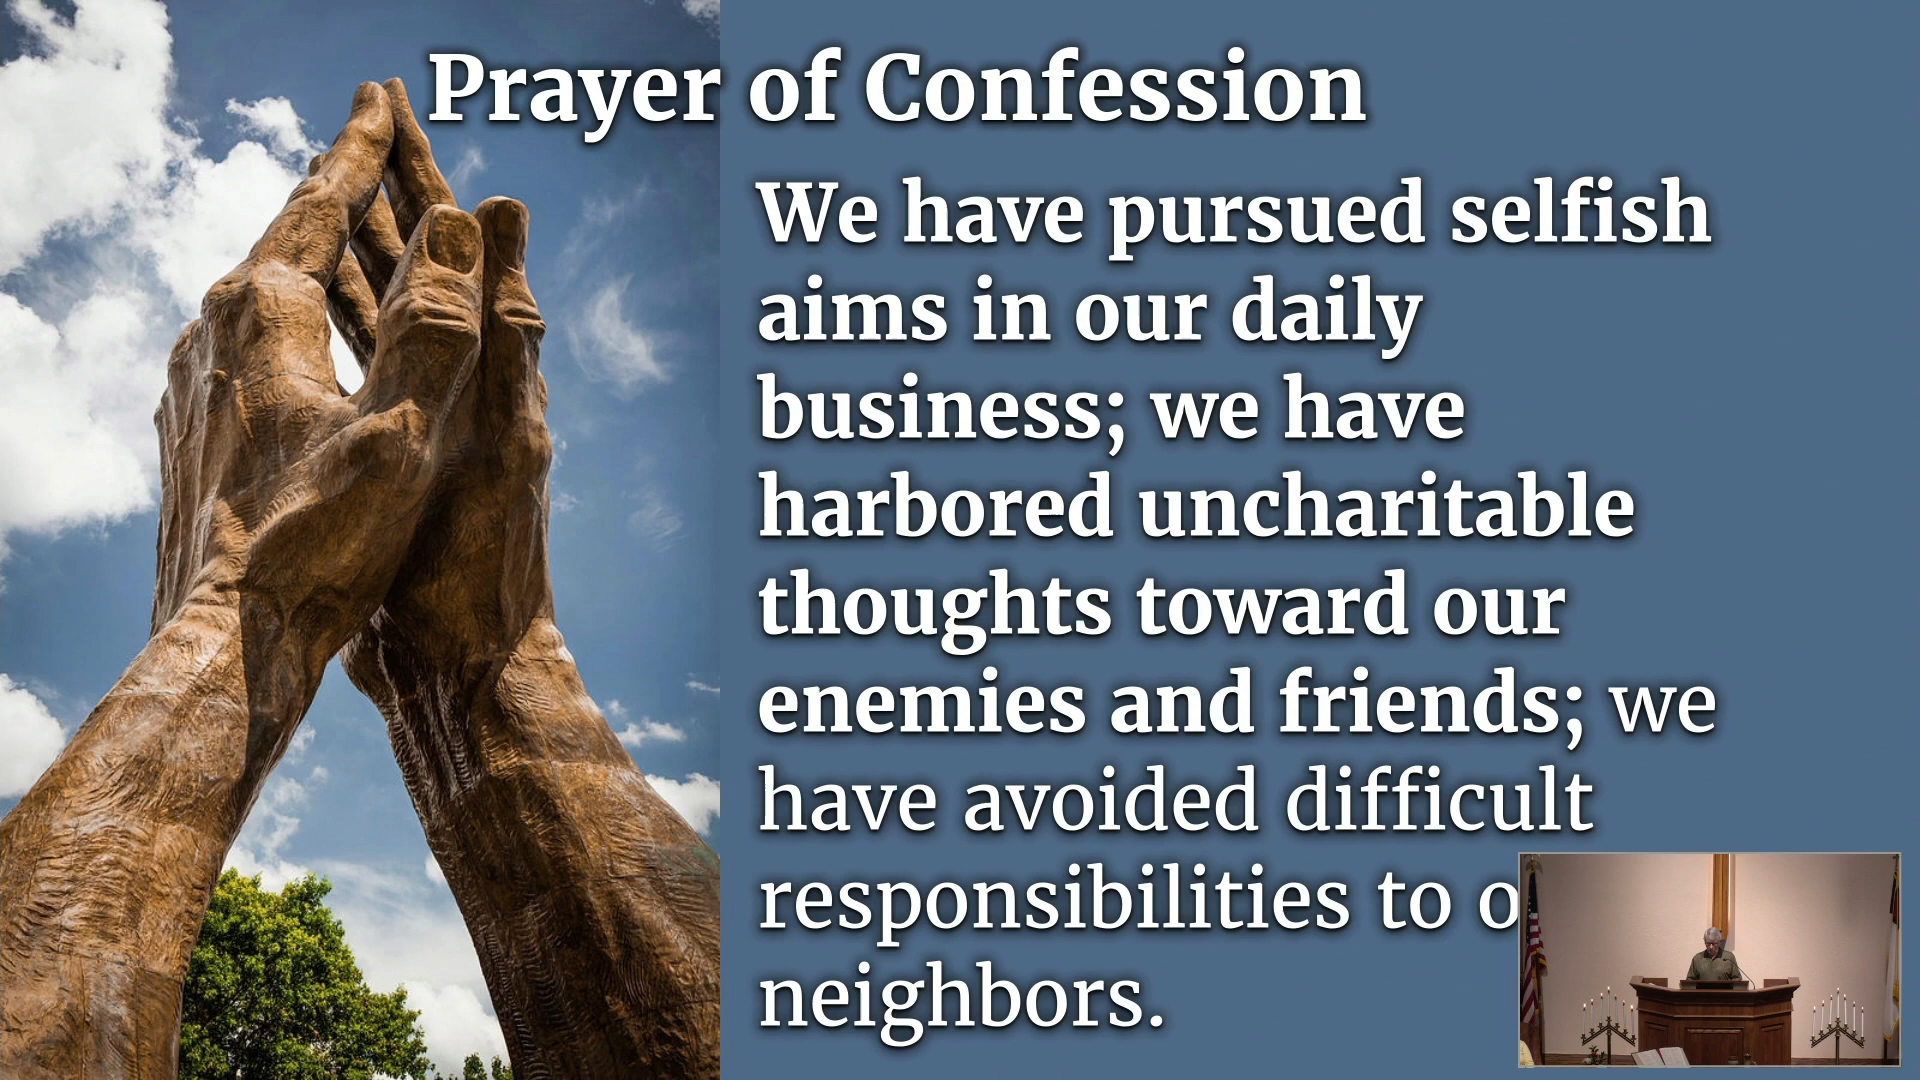 Prayer of Confession
We have pursued selfish
aims in our daily
business; we have
harbored uncharitable
thoughts toward our
enemies and friends; we
have avoided difficult
responsibilities to
neighbors.